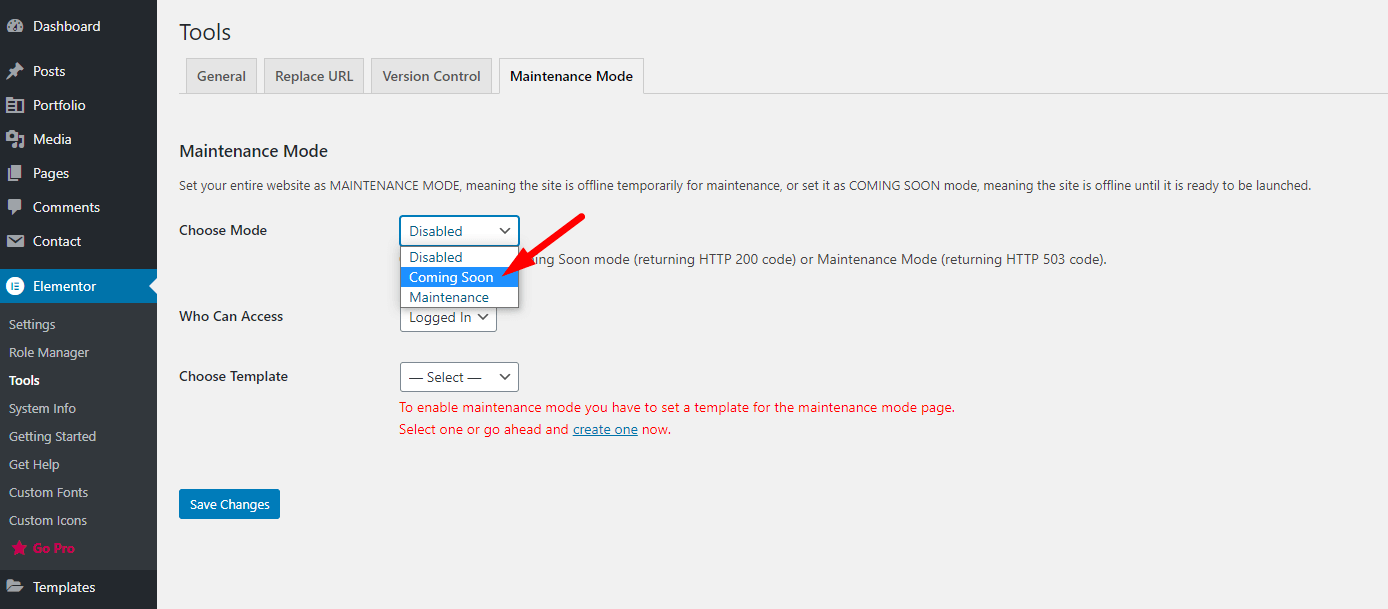 Dashboard
Posts
Portfolio
Media
Pages
Comments
Contact
Elementor
Settings
Role Manager
Tools
System Info
Getting Started
Get Help
Custom Fonts
Custom Icons
Go Pro
Templates
Tools
General Replace URL Version Control Maintenance Mode
Maintenance Mode
Set your entire website as MAINTENANCE MODE, meaning the site is offline temporarily for maintenance, or set it as COMING SOON mode, meaning the site is offline until it is ready to be launched.
Choose Mode Disabled
Disabled
Coming Soon
Maintenance
Soon mode (returning HTTP 200 code) or Maintenance Mode (returning HTTP 503 code).
Who Can Access Logged In
Choose Template — Select —
To enable maintenance mode you have to set a template for the maintenance mode page.
Select one or go ahead and create one now.
Save Changes